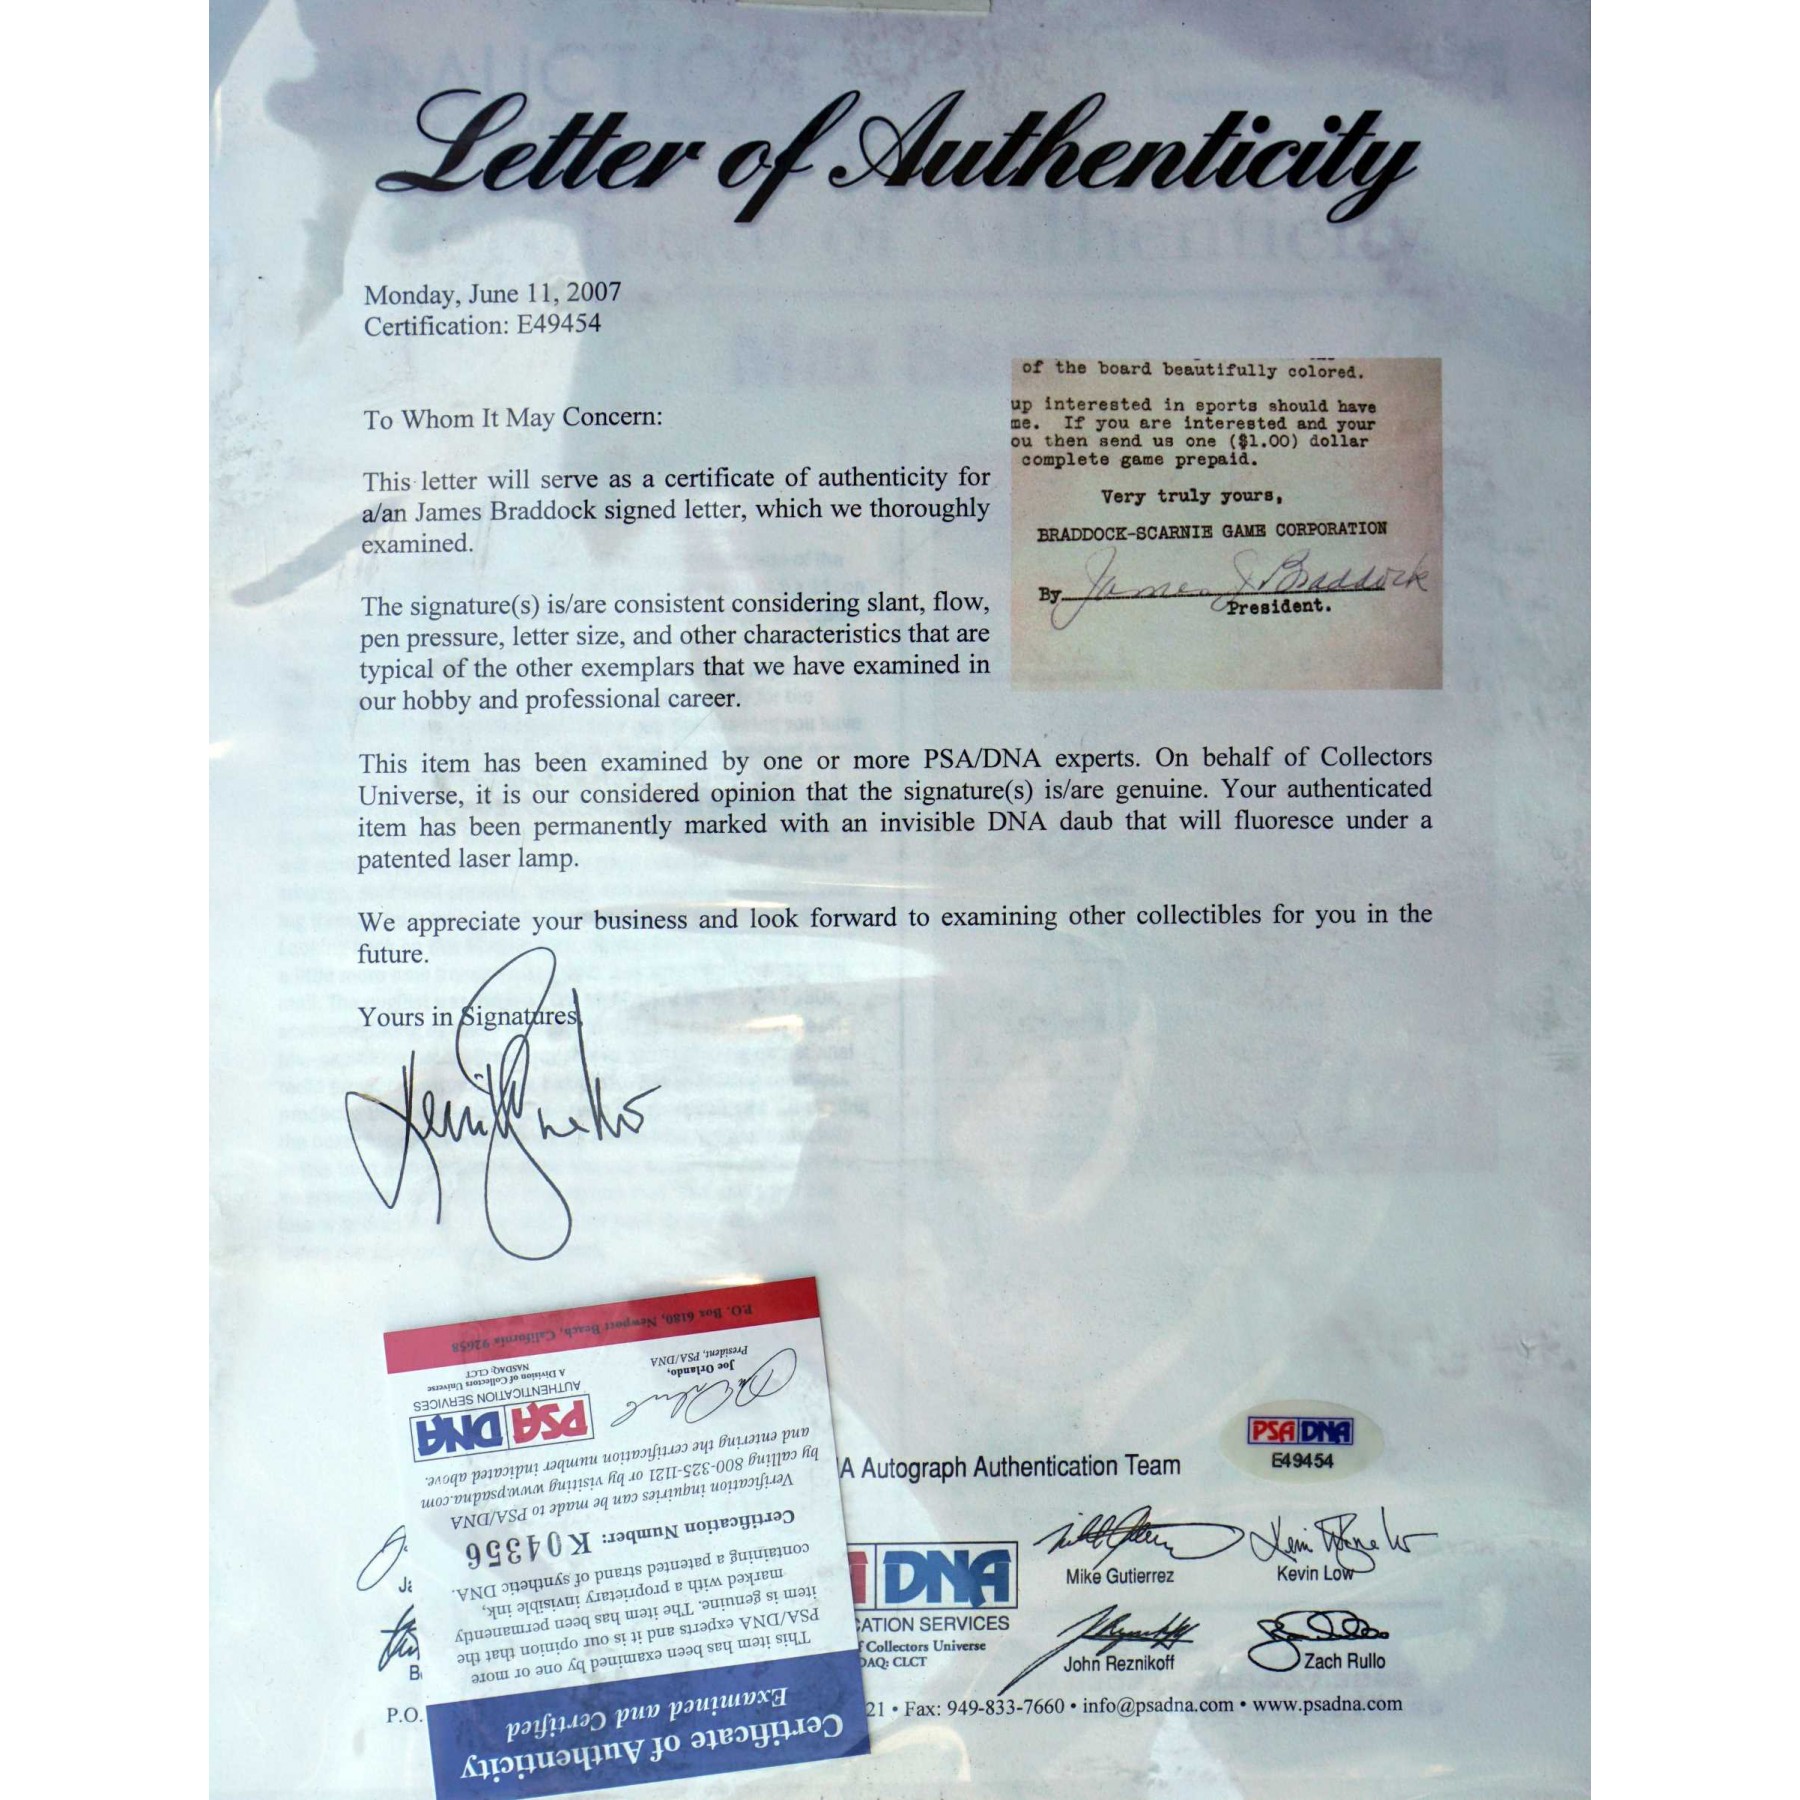 Letter of Authenticity
Monday, June 11, 2007
Certification: E49454
To Whom It May Concern:
This letter will serve as a certificate of authenticity for
a/an James Braddock signed letter, which we thoroughly
examined.
The signature(s) is/are consistent considering slant, flow,
pen pressure, letter size, and other characteristics that are
typical of the other exemplars that we have examined in
our hobby and professional career.
of the board beautifully colored.
up interested in sports should have
me. If you are interested and your
ou then send us one ($1.00) dollar
complete game prepaid.
Very truly yours,
BRADDOCK-SCARNIE GAME CORPORATION
By James J Braddock
President.
This item has been examined by one or more PSA/DNA experts. On behalf of Collectors
Universe, it is our considered opinion that the signature(s) is/are genuine. Your authenticated
item has been permanently marked with an invisible DNA daub that will fluoresce under a
patented laser lamp.
We appreciate your business and look forward to examining other collectibles for you in the
future.
Yours in Signatures,
Certificate of Authenticity
Examined and Certified
This item has been examined by one or more
PSA/DNA experts and it is our opinion that the
item is genuine. The item has been permanently
marked with a proprietary invisible ink,
containing a patented strand of synthetic DNA.
Certification Number: K04356
Verification inquiries can be made to PSA/DNA
by calling 800-325-1121 or by visiting www.psadna.com
and entering the certification number indicated above.
PSA DNA
AUTHENTICATION SERVICES
A Division of Collectors Universe
NASDAQ: CLCT
Joe Orlando,
President, PSA/DNA
P.O. Box 6180, Newport Beach, California 92658
A Autograph Authentication Team
PSA DNA
E49454
DNA
CATION SERVICES
f Collectors Universe
DAQ: CLCT
Mike Gutierrez
Kevin Low
John Reznikoff
Zach Rullo
P.O.
21 • Fax: 949-833-7660 • info@psadna.com • www.psadna.com